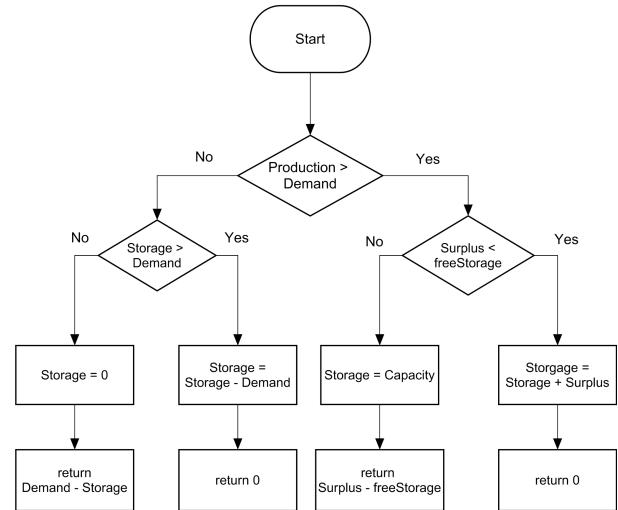 Start
No
Production >
Demand
Yes
No
Storage >
Demand
Yes
No
Surplus <
freeStorage
Yes
Storage = 0
Storage =
Storage - Demand
Storage = Capacity
Storgage =
Storage + Surplus
return
Demand - Storage
return 0
return
Surplus - freeStorage
return 0